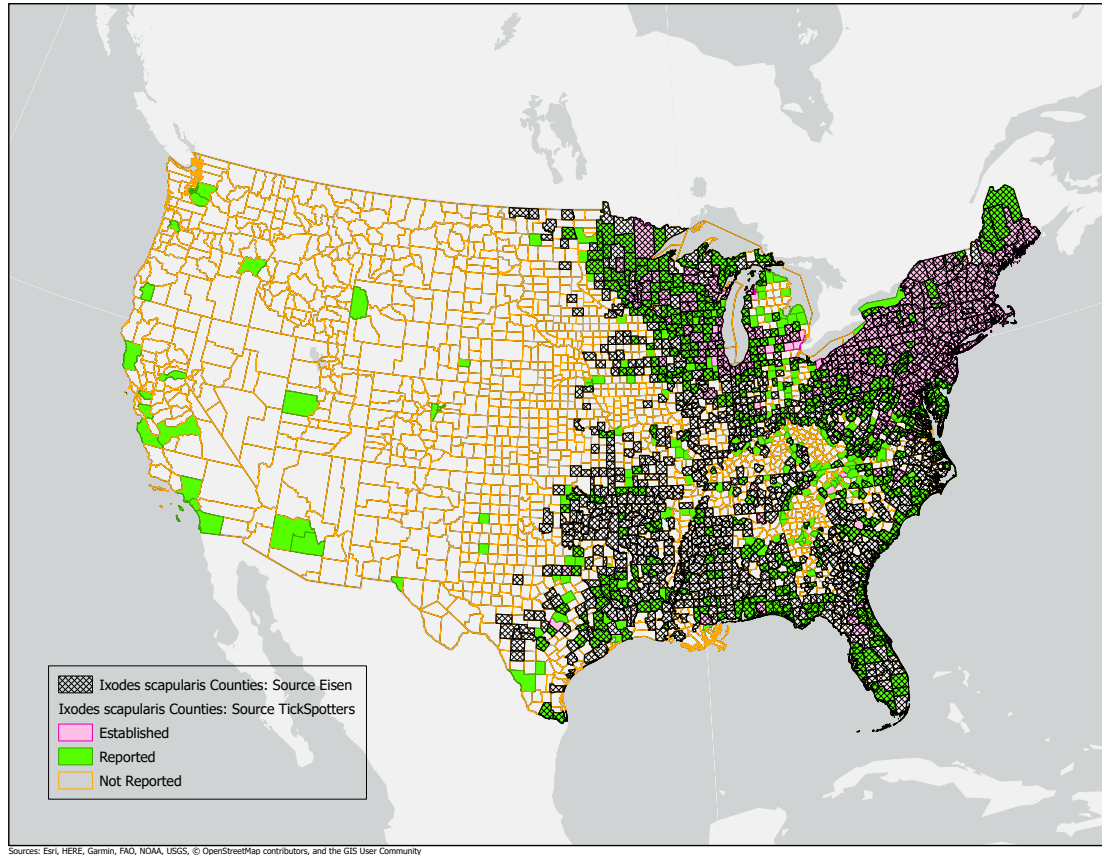 Ixodes scapularis Counties: Source Eisen
Ixodes scapularis Counties: Source TickSpotters
Established
Reported
Not Reported
Sources: Esri, HERE, Garmin, FAO, NOAA, USGS, © OpenStreetMap contributors, and the GIS User Community